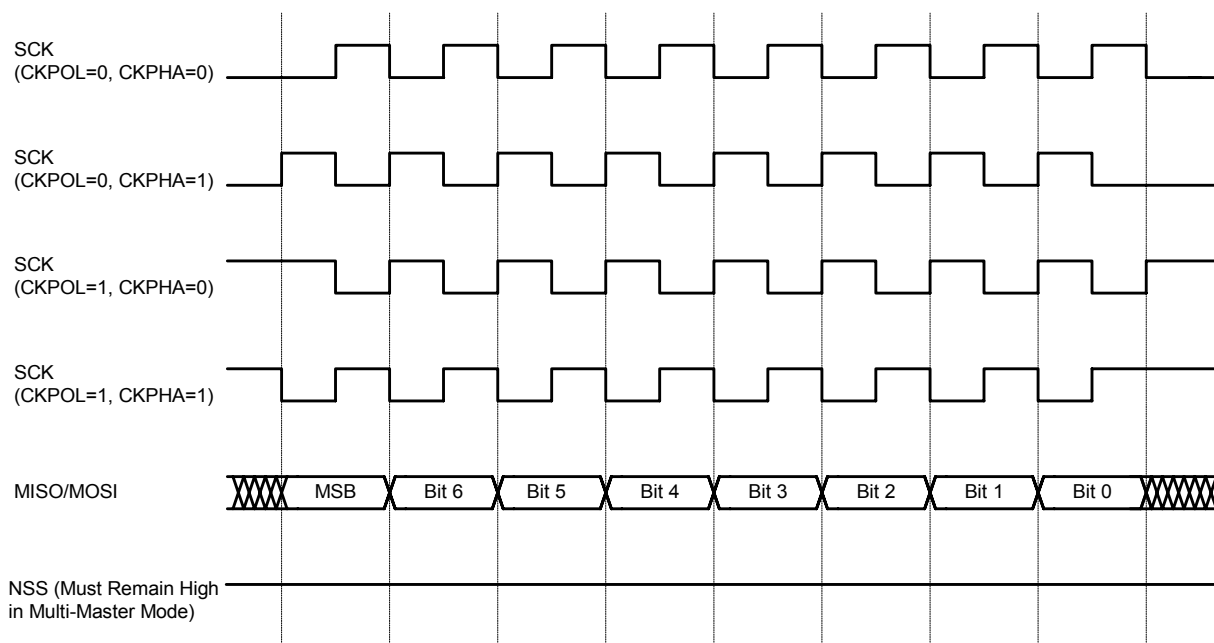 SCK
(CKPOL=0, CKPHA=0)
SCK
(CKPOL=0, CKPHA=1)
SCK
(CKPOL=1, CKPHA=0)
SCK
(CKPOL=1, CKPHA=1)
MISO/MOSI
MSB Bit 6 Bit 5 Bit 4 Bit 3 Bit 2 Bit 1 Bit 0
NSS (Must Remain High
in Multi-Master Mode)